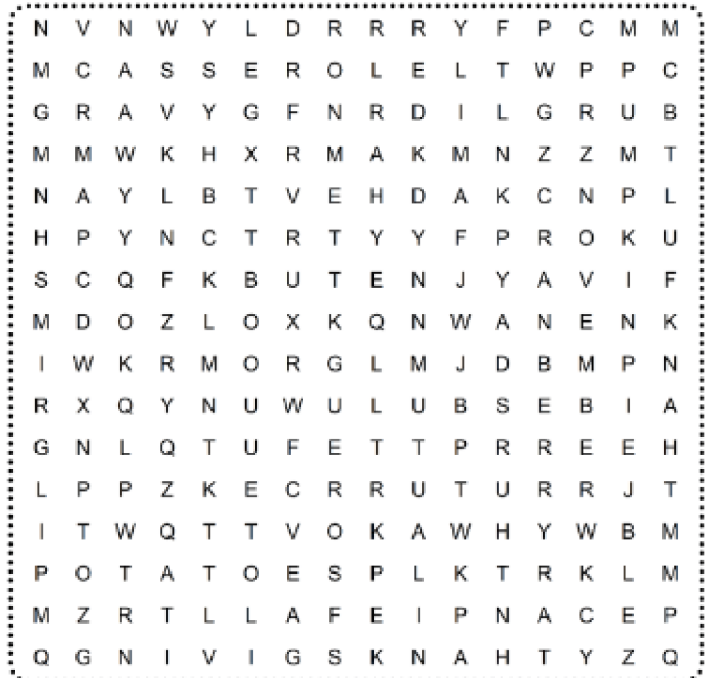 N V N W Y L D R R R Y F P C M M
M C A S S E R O L E L T W P P C
G R A V Y G F N R D I L G R U B
M M W K H X R M A K M N Z Z M T
N A Y L B T V E H D A K C N P L
H P Y N C T R T Y Y F P R O K U
S C Q F K B U T E N J Y A V I F
M D O Z L O X K Q N W A N E N K
I W K R M O R G L M J D B M P N
R X Q Y N U W U L U B S E B I A
G N L Q T U F E T T P R R E E H
L P P Z K E C R R U T U R R J T
I T W Q T T V O K A W H Y W B M
P O T A T O E S P L K T R K L M
M Z R T L L A F E I P N A C E P
Q G N I V I G S K N A H T Y Z Q